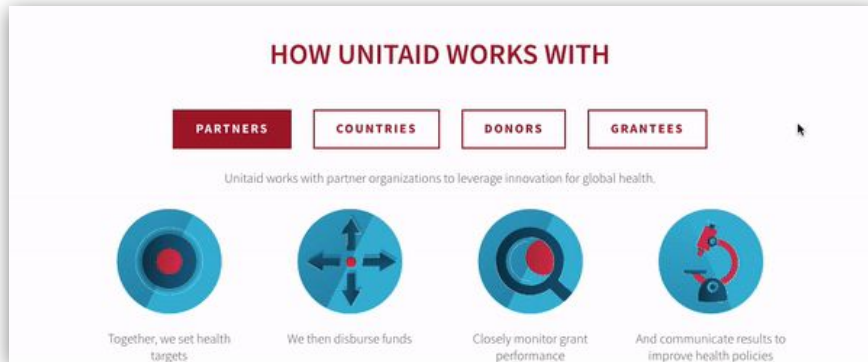 HOW UNITAID WORKS WITH
PARTNERS
COUNTRIES
DONORS
GRANTEES
Unitaid works with partner organizations to leverage innovation for global health.
Together, we set health
targets
We then disburse funds
Closely monitor grant
performance
And communicate results to
improve health policies